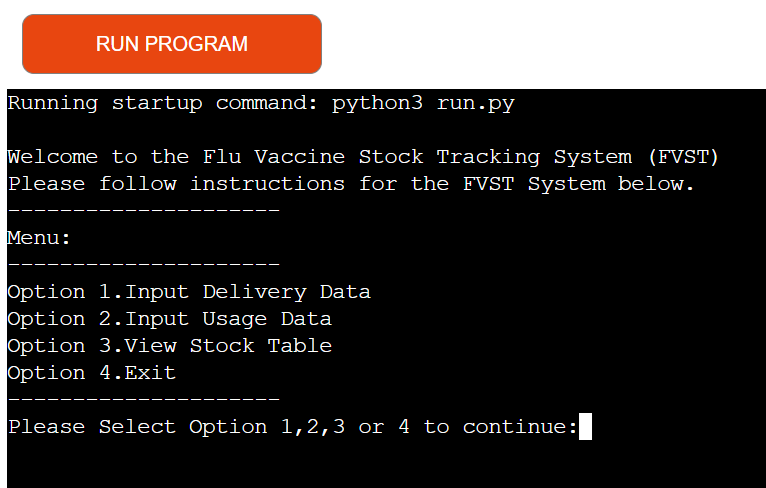 RUN PROGRAM
Running startup command: python3 run.py
Welcome to the Flu Vaccine Stock Tracking System (FVST)
Please follow instructions for the FVST System below.
---------------------
Menu:
---------------------
Option 1.Input Delivery Data
Option 2.Input Usage Data
Option 3.View Stock Table
Option 4.Exit
---------------------
Please Select Option 1,2,3 or 4 to continue: